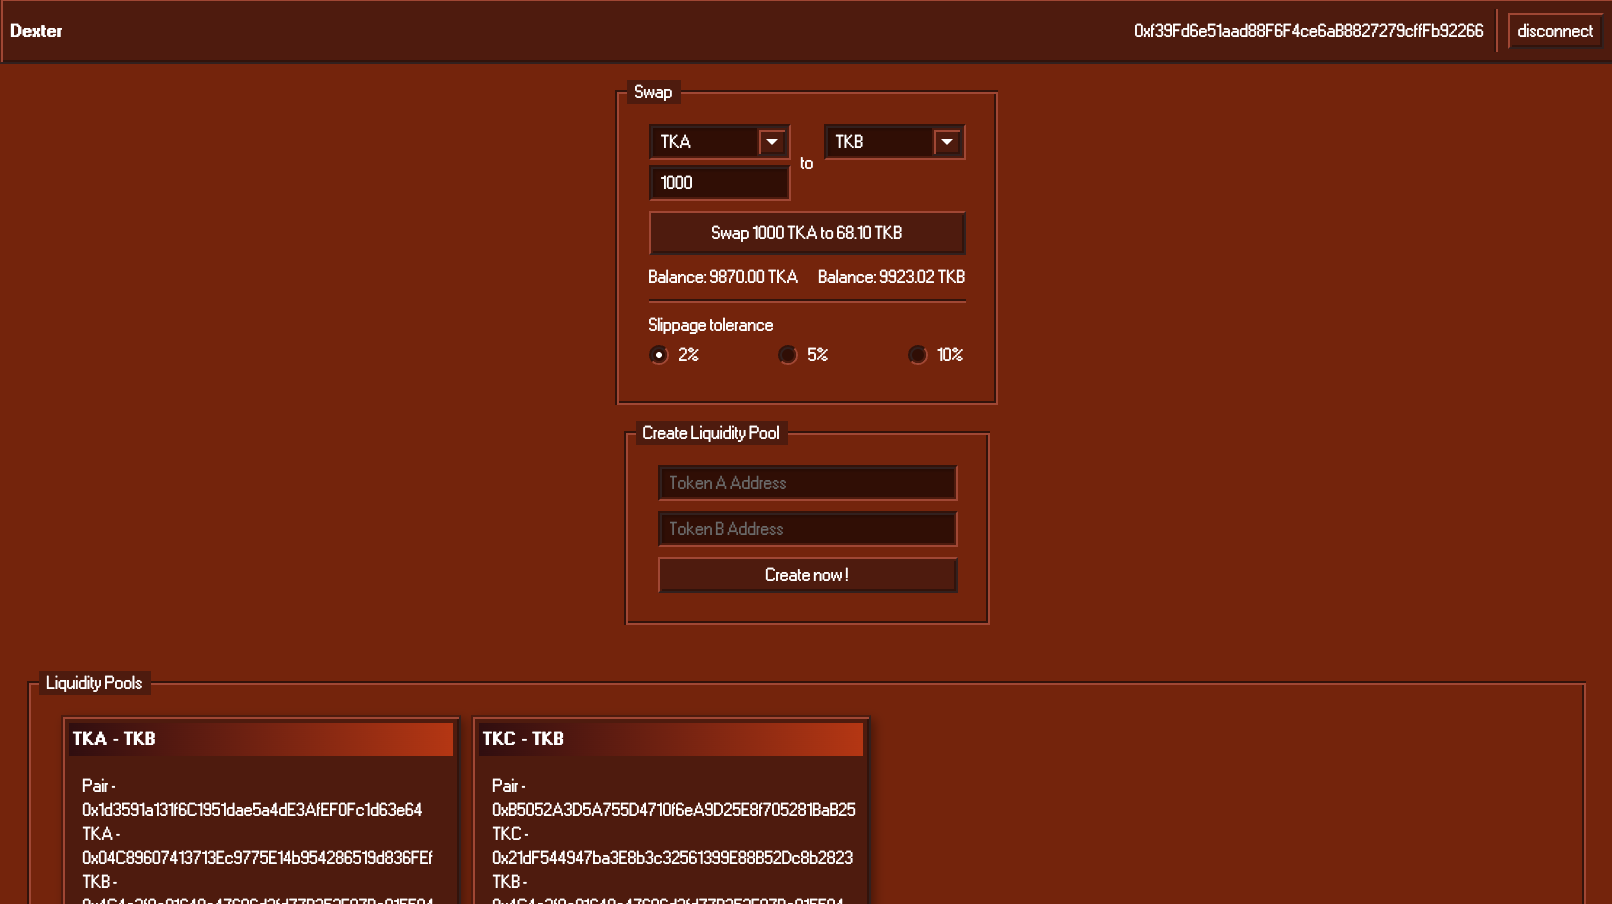 Dexter
0xf39Fd6e51aad88F6F4ce6aB8827279cffFb92266
disconnect
Swap
TKA
TKB
to
1000
Swap 1000 TKA to 68.10 TKB
Balance: 9870.00 TKA
Balance: 9923.02 TKB
Slippage tolerance
2%
5%
10%
Create Liquidity Pool
Token A Address
Token B Address
Create now !
Liquidity Pools
TKA - TKB
Pair -
0x1d3591a131f6C1951dae5a4dE3AfEF0Fc1d63e64
TKA -
0x04C89607413713Ec9775E14b954286519d836FEf
TKB -
TKC - TKB
Pair -
0xB5052A3D5A755D4710f6eA9D25E8f705281BaB25
TKC -
0x21dF544947ba3E8b3c32561399E88B52Dc8b2823
TKB -